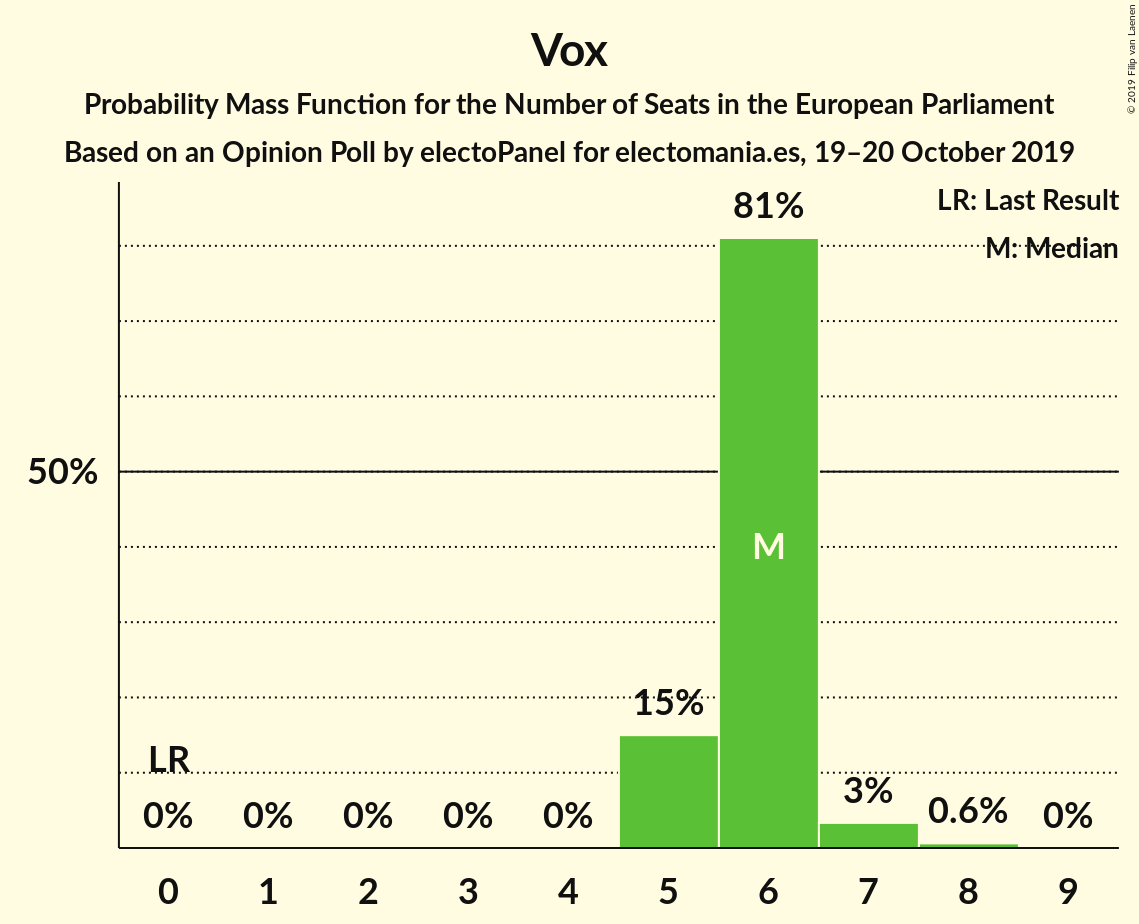 Vox
Probability Mass Function for the Number of Seats in the European Parliament
Based on an Opinion Poll by electoPanel for electomania.es, 19–20 October 2019
© 2019 Filip van Laenen
LR: Last Result
M: Median
81%
50%
M
15%
LR
3%
0% 0% 0% 0% 0% 0.6% 0%
0 1 2 3 4 5 6 7 8 9